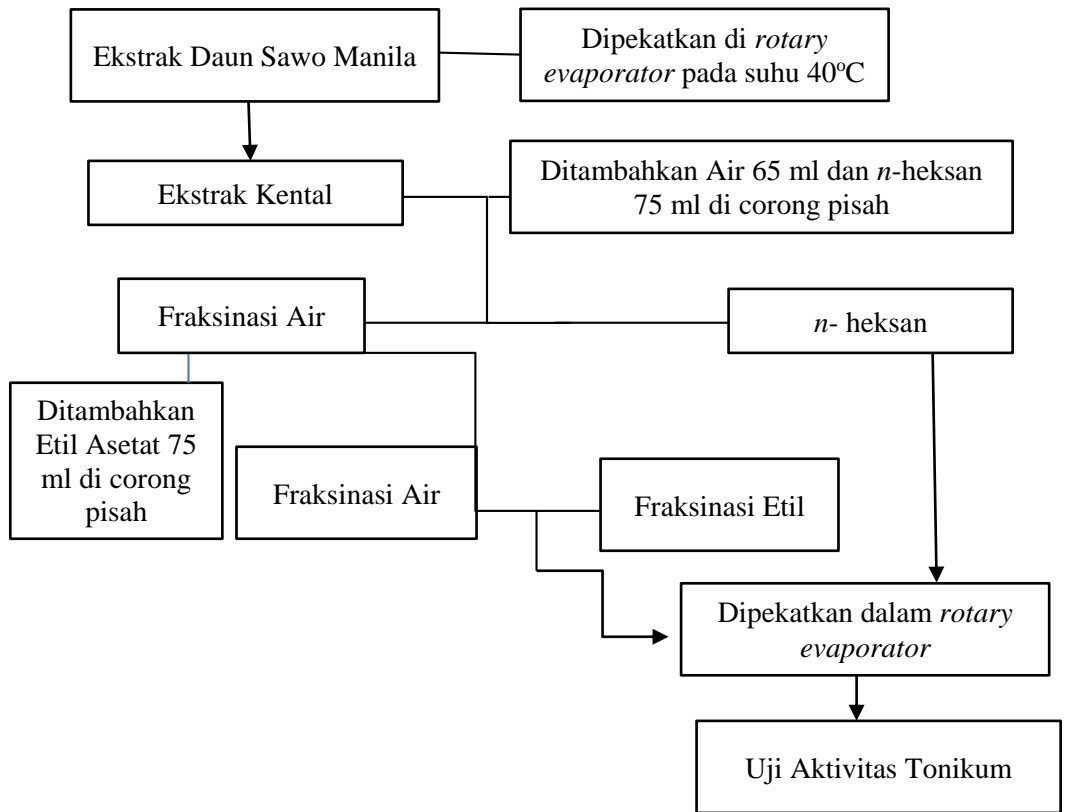 Ekstrak Daun Sawo Manila
Dipekatkan di rotary
evaporator pada suhu 40ºC
Ekstrak Kental
Ditambahkan Air 65 ml dan n-heksan
75 ml di corong pisah
Fraksinasi Air
n- heksan
Ditambahkan
Etil Asetat 75
ml di corong
pisah
Fraksinasi Air
Fraksinasi Etil
Dipekatkan dalam rotary
evaporator
Uji Aktivitas Tonikum